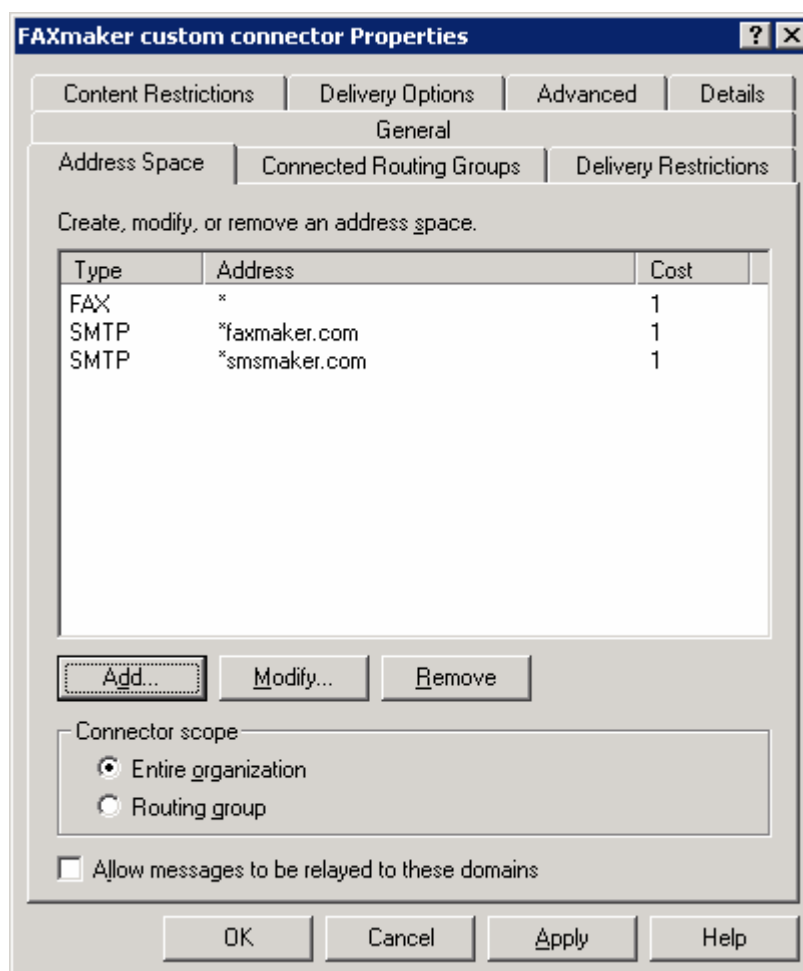 FAXmaker custom connector Properties ? X
Content Restrictions Delivery Options Advanced Details
General
Address Space Connected Routing Groups Delivery Restrictions
Create, modify, or remove an address space.
Type Address Cost
FAX * 1
SMTP *faxmaker.com 1
SMTP *smsmaker.com 1
Add... Modify... Remove
Connector scope
Entire organization
Routing group
Allow messages to be relayed to these domains
OK Cancel Apply Help